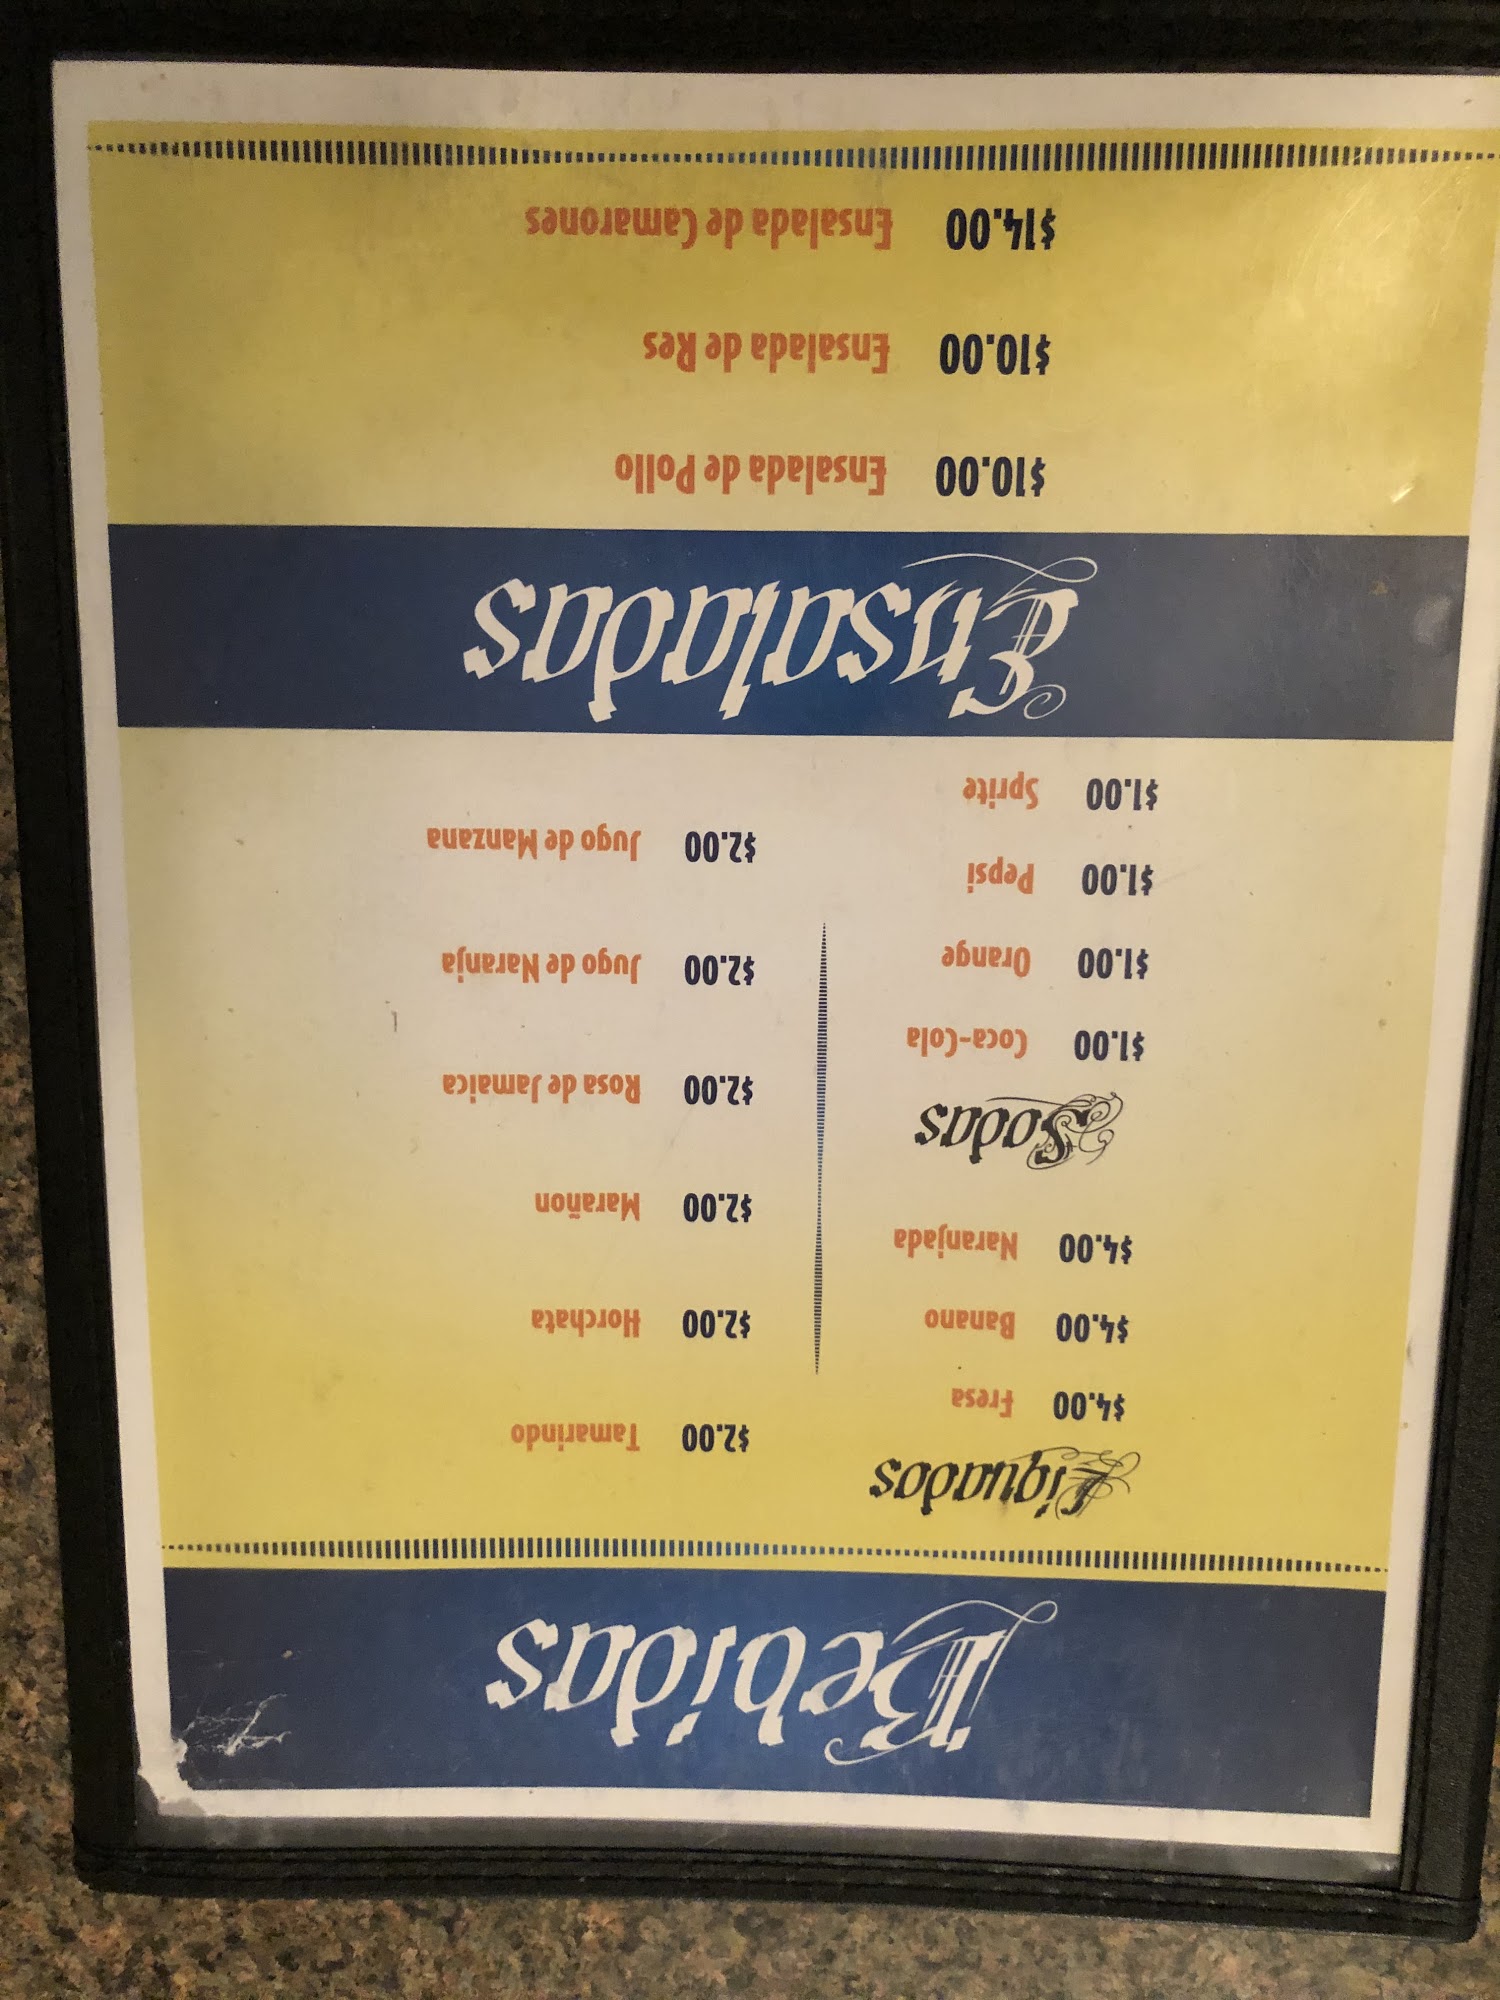 Bebidas
Liquados
$4.00 Fresa
$4.00 Banano
$4.00 Naranjada
Sodas
$1.00 Coca-Cola
$1.00 Orange
$1.00 Pepsi
$1.00 Sprite
$2.00 Tamarindo
$2.00 Horchata
$2.00 Marañon
$2.00 Rosa de Jamaica
$2.00 Jugo de Naranja
$2.00 Jugo de Manzana
Ensaladas
$10.00 Ensalada de Pollo
$10.00 Ensalada de Res
$14.00 Ensalada de Camarones